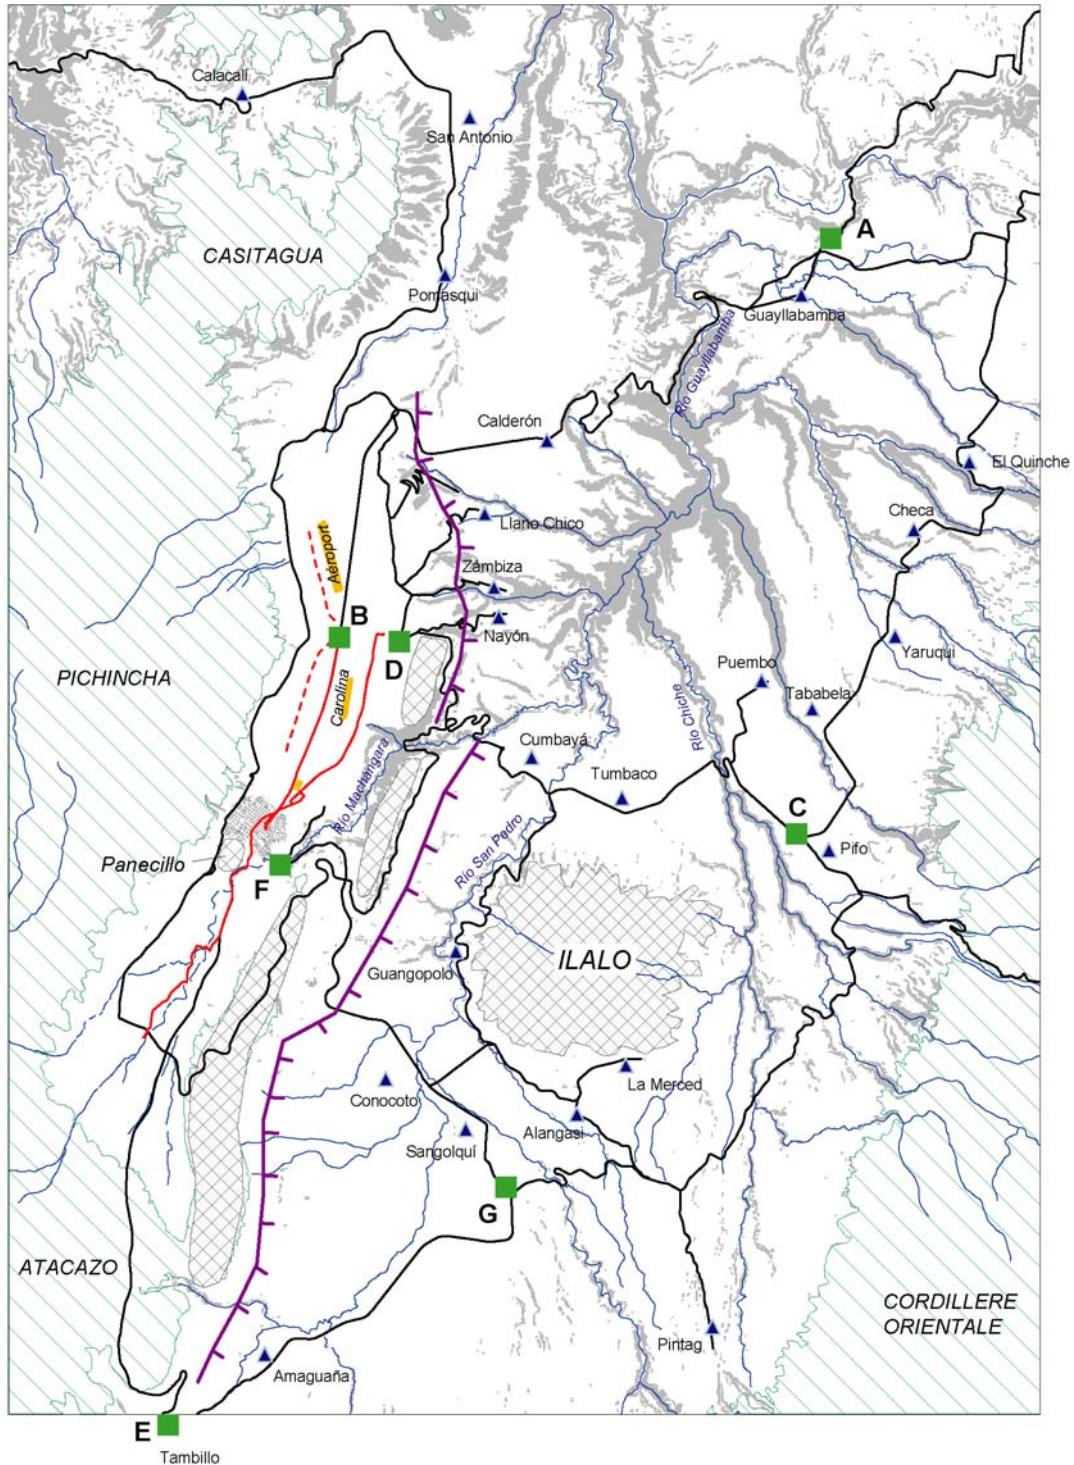 Calacalí
San Antonio
A
CASITAGUA
Pomasqui
Guayllabamba
Río Guayllabamba
Calderón
El Quinche
Checa
Llano Chico
Aéroport
Zámbiza
B
Nayón
D
Yaruqui
PICHINCHA
Puembo
Tababela
Carolina
Río Chiche
Cumbayá
Río Machángara
Tumbaco
C
Pifo
Panecillo
Río San Pedro
F
ILALO
Guangopolo
La Merced
Conocoto
Alangasi
Sangolquí
G
ATACAZO
CORDILLERE
ORIENTALE
Pintag
Amaguaña
E
Tambillo